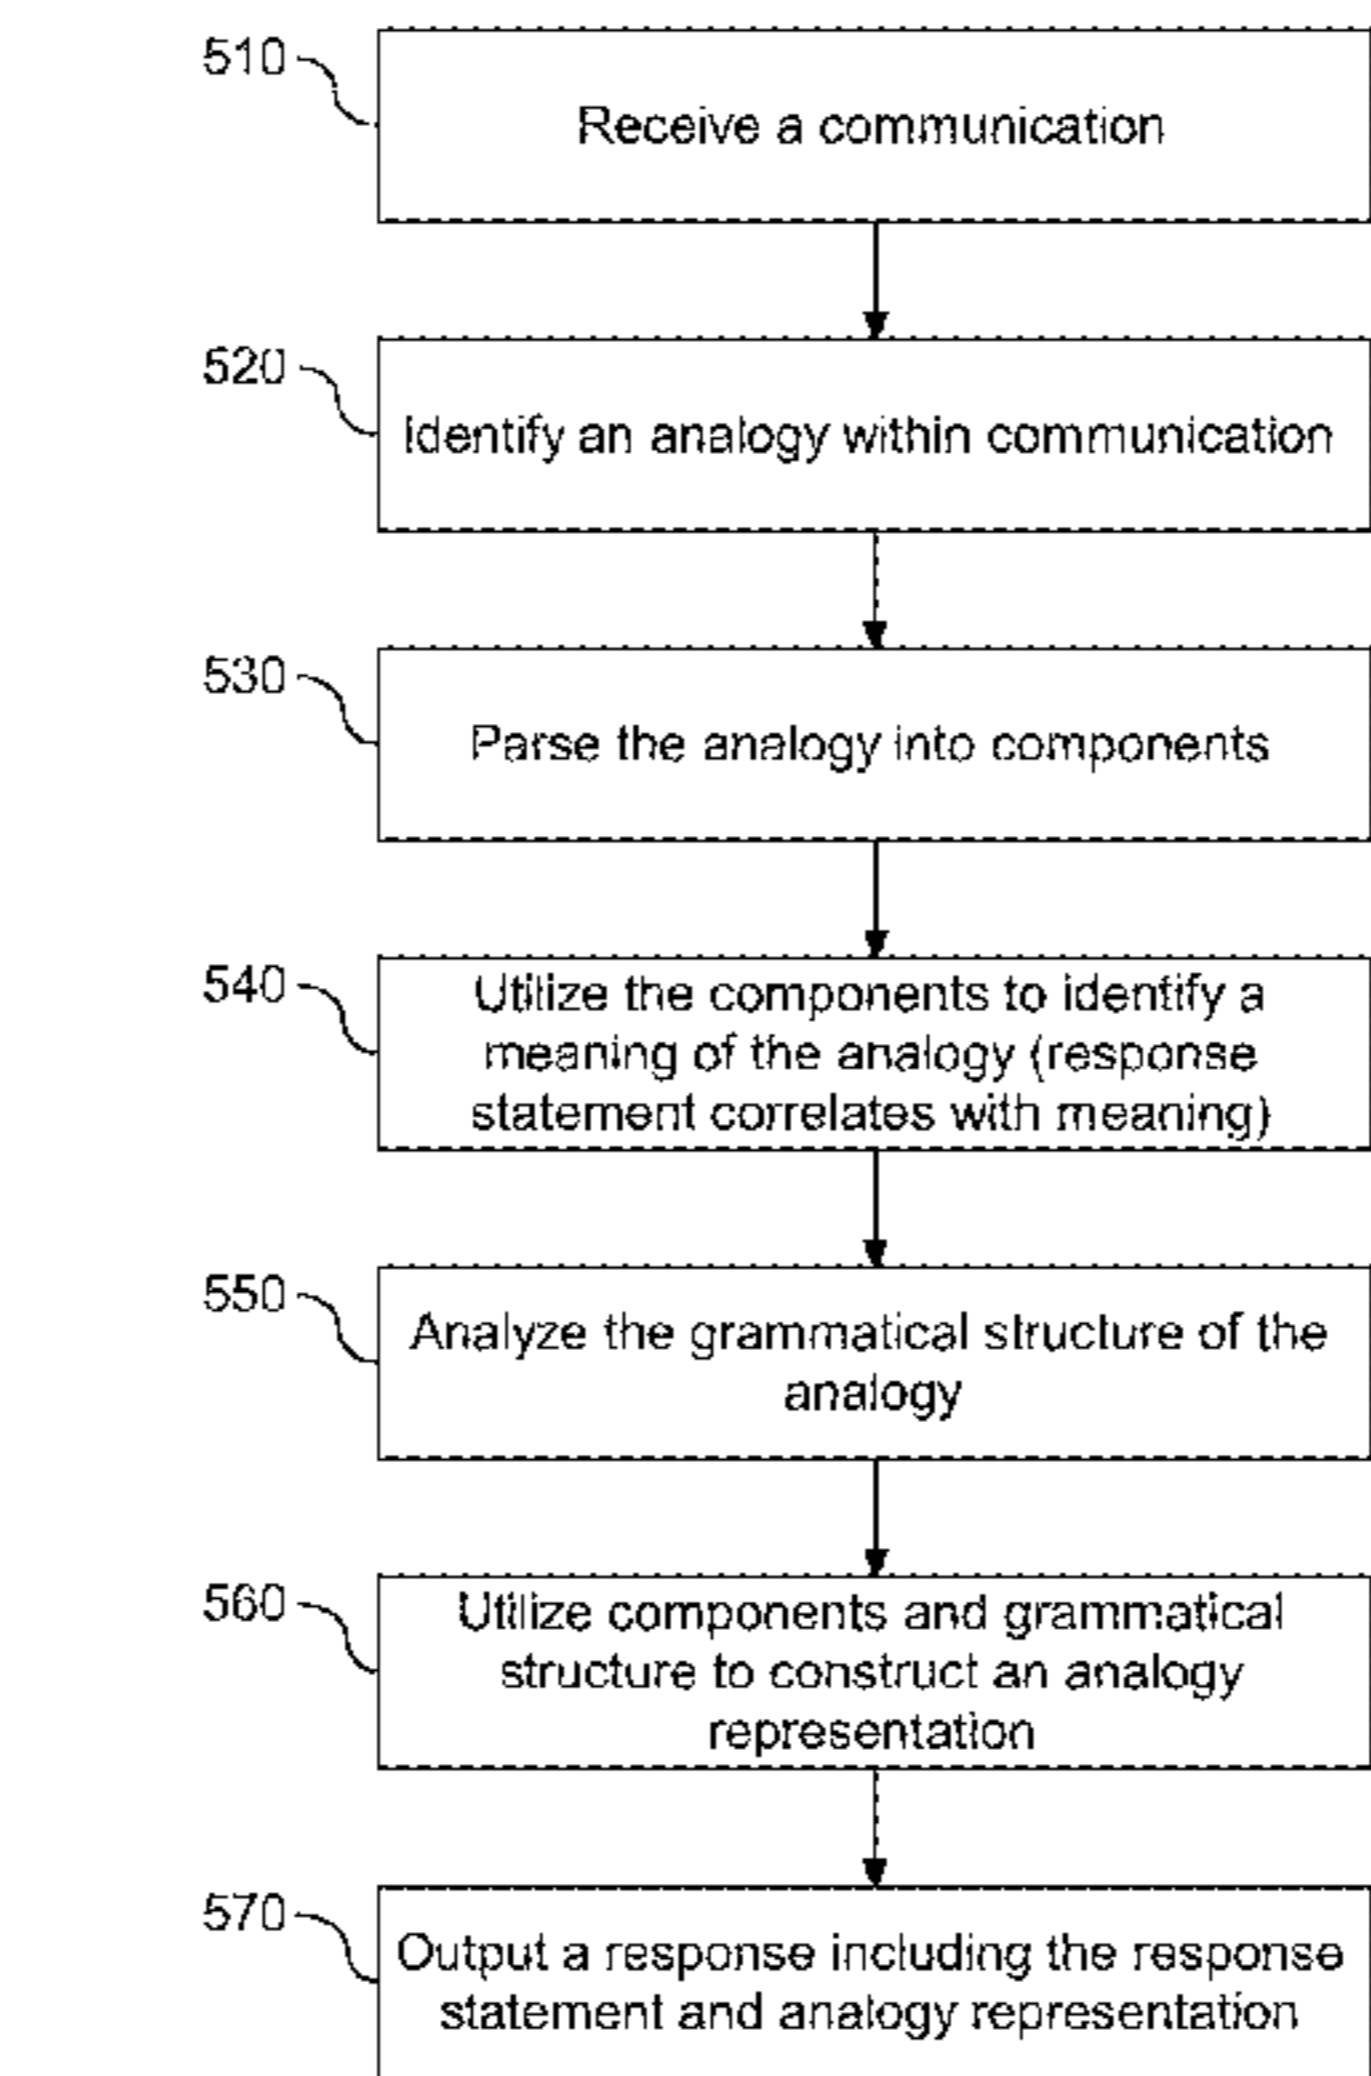 510
Receive a communication
520
Identify an analogy within communication
530
Parse the analogy into components
540
Utilize the components to identify a
meaning of the analogy (response
statement correlates with meaning)
550
Analyze the grammatical structure of the
analogy
560
Utilize components and grammatical
structure to construct an analogy
representation
570
Output a response including the response
statement and analogy representation